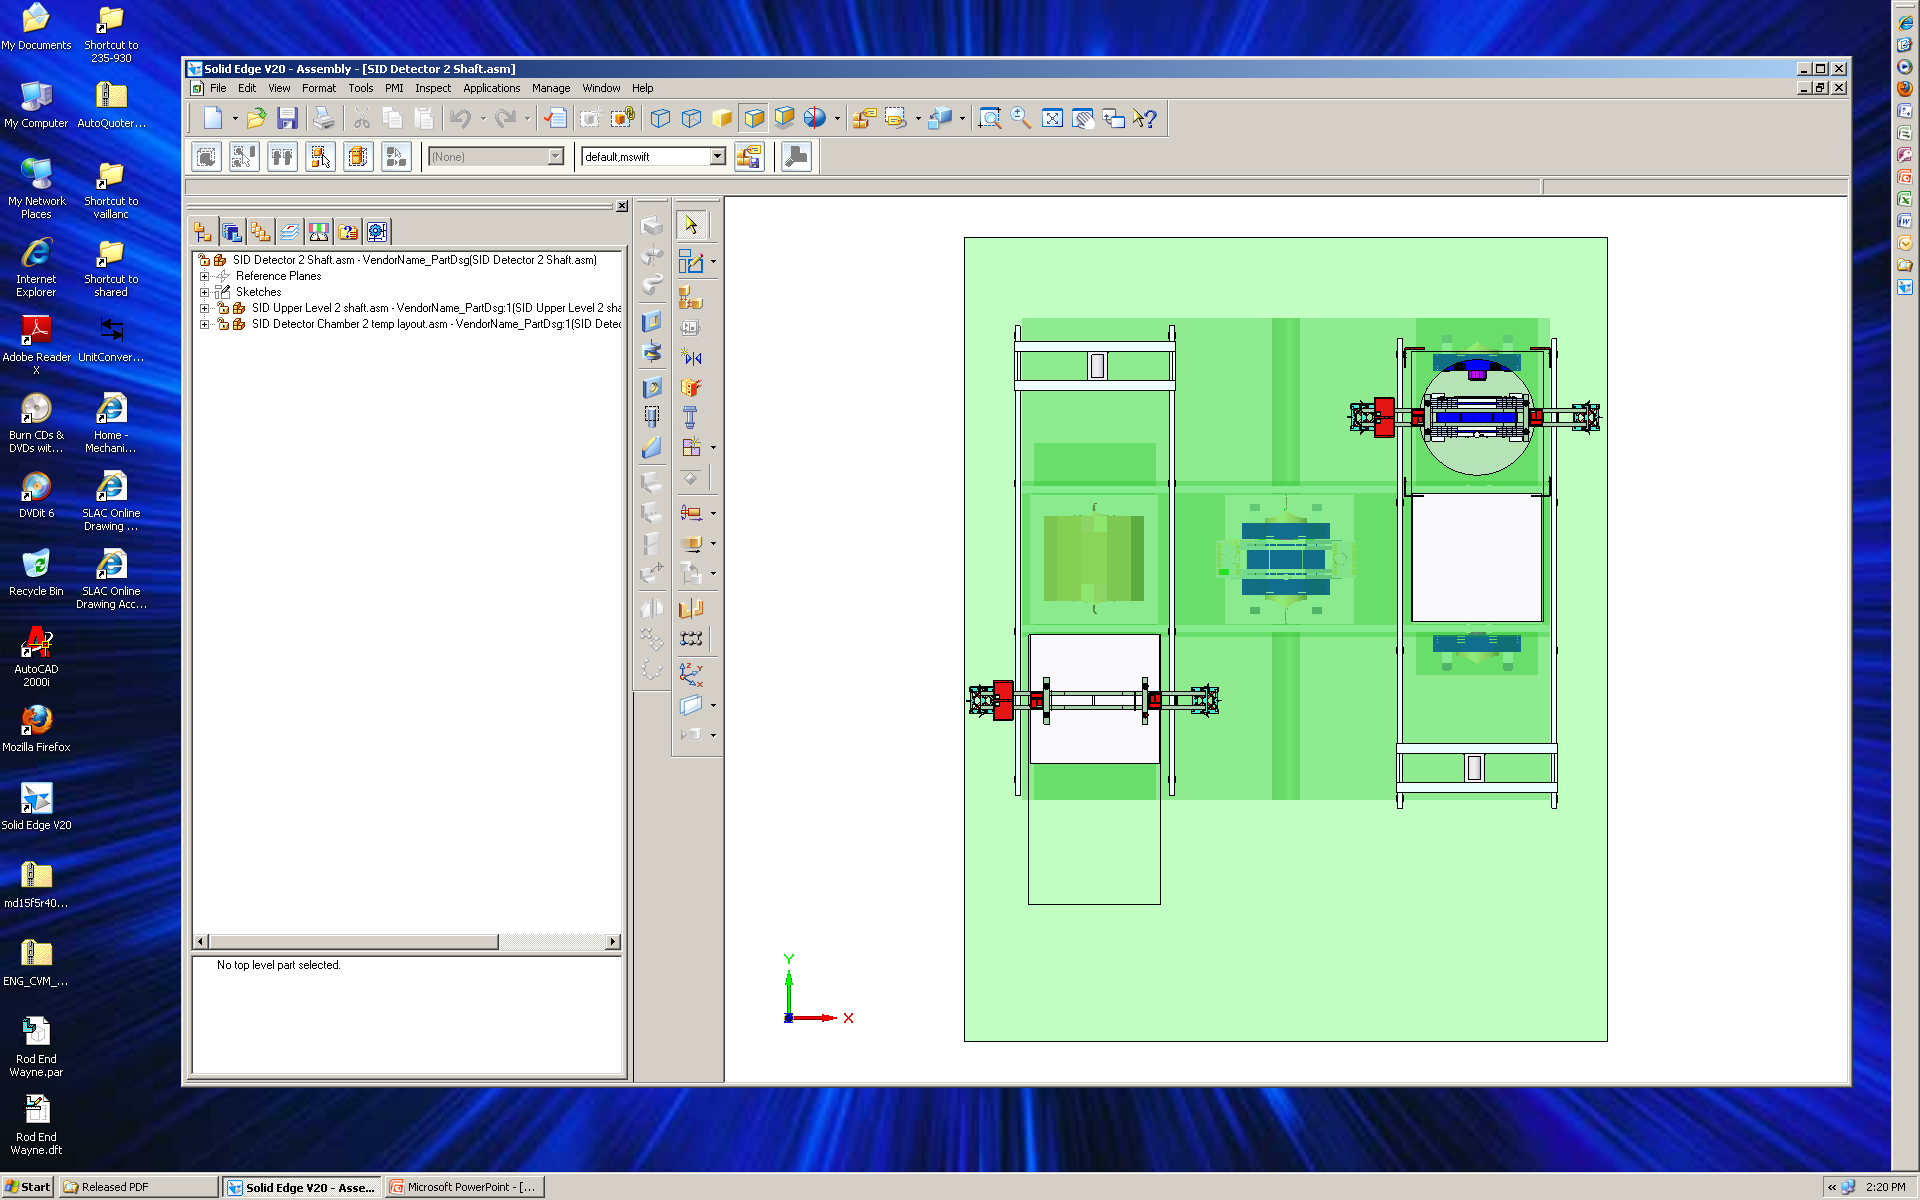 My Documents
Shortcut to
235-930
My Computer
AutoQuoter...
My Network
Places
Shortcut to
vaillanc
Internet
Explorer
Shortcut to
shared
Adobe Reader
X
UnitConver...
Burn CDs &
DVDs wit...
Home -
Mechani...
DVDit 6
SLAC Online
Drawing ...
Recycle Bin
SLAC Online
Drawing Acc...
AutoCAD
2000i
Mozilla Firefox
Solid Edge V20
md15f5r40...
ENG_CVM_...
Rod End
Wayne.par
Rod End
Wayne.dft
Solid Edge V20 - Assembly - [SID Detector 2 Shaft.asm]
File Edit View Format Tools PMI Inspect Applications Manage Window Help
(None)
default,mswift
SID Detector 2 Shaft.asm - VendorName_PartDsg(SID Detector 2 Shaft.asm)
Reference Planes
Sketches
SID Upper Level 2 shaft.asm - VendorName_PartDsg:1(SID Upper Level 2 sha
SID Detector Chamber 2 temp layout.asm - VendorName_PartDsg:1(SID Detec
No top level part selected.
Y
X
Start
Released PDF
Solid Edge V20 - Asse...
Microsoft PowerPoint - [...
2:20 PM